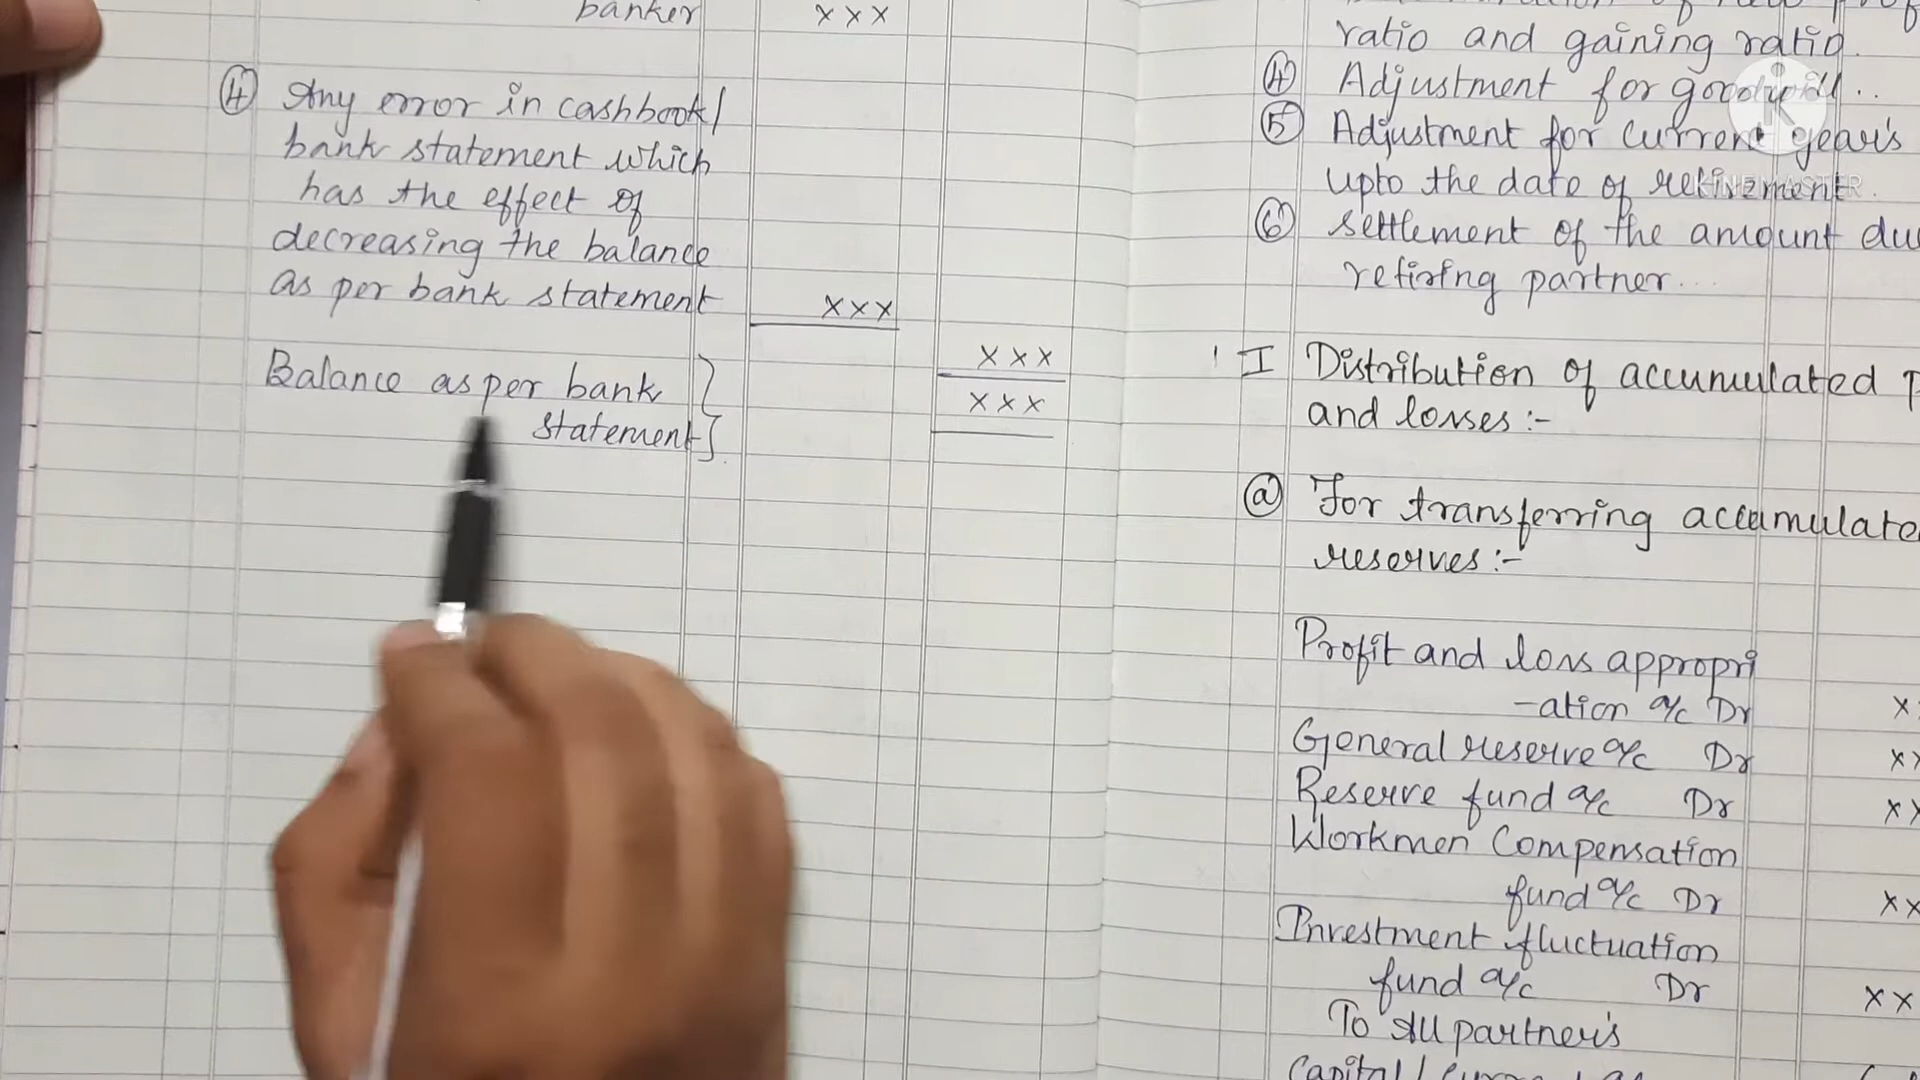 banker xxx
④ Any error in cashbook/
bank statement which
has the effect of
decreasing the balance
as per bank statement xxx
xxx
Balance as per bank xxx
statement
ratio and gaining ratio.
④ Adjustment for goodwill..
⑤ Adjustment for current year's
upto the date of retirement.
⑥ settlement of the amount
retiring partner...
I Distribution of accumulated
and losses:-
ⓐ For transferring
reserves:-
Profit and loss appropri
-ation a/c Dr
General reserve a/c Dr xx
Reserve fund a/c Dr xx
Workmen Compensation
fund a/c Dr xx
Investment fluctuation
fund a/c Dr xx
To All partner's
KINEMASTER